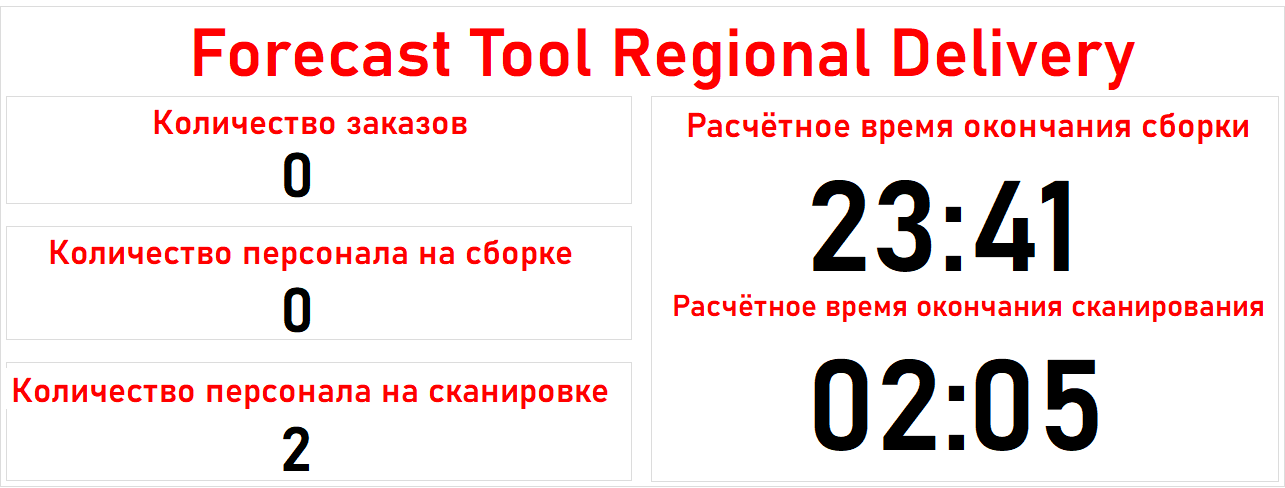 Forecast Tool Regional Delivery
Количество заказов
0
Количество персонала на сборке
0
Количество персонала на сканировке
2
Расчётное время окончания сборки
23:41
Расчётное время окончания сканирования
02:05